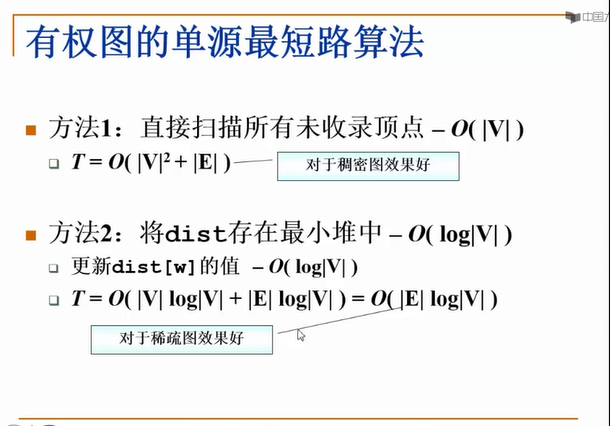 中国大
有权图的单源最短路算法
方法1：直接扫描所有未收录顶点 – O( |V| )
T = O( |V|² + |E| )
对于稠密图效果好
方法2：将dist存在最小堆中 – O( log|V| )
更新dist[w]的值 – O( log|V| )
T = O( |V| log|V| + |E| log|V| ) = O( |E| log|V| )
对于稀疏图效果好